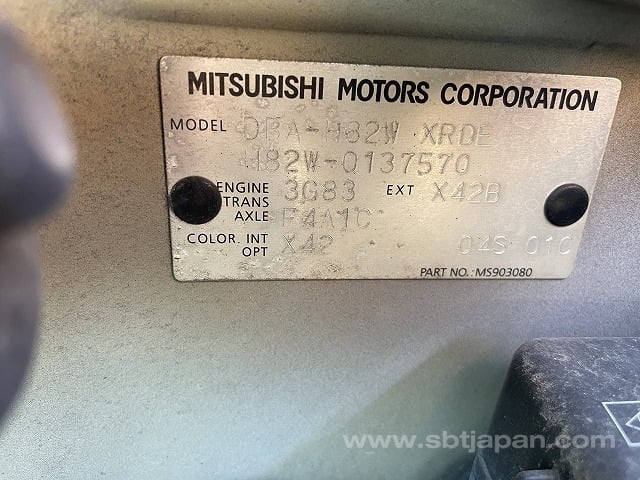 MITSUBISHI MOTORS CORPORATION
MODEL DBA-H82W XRDE
H82W-0137570
ENGINE 3G83 EXT X42B
TRANS
AXLE F4A1C
COLOR. INT X42 04S 010
OPT
PART NO.: MS903080
www.sbtjapan.com